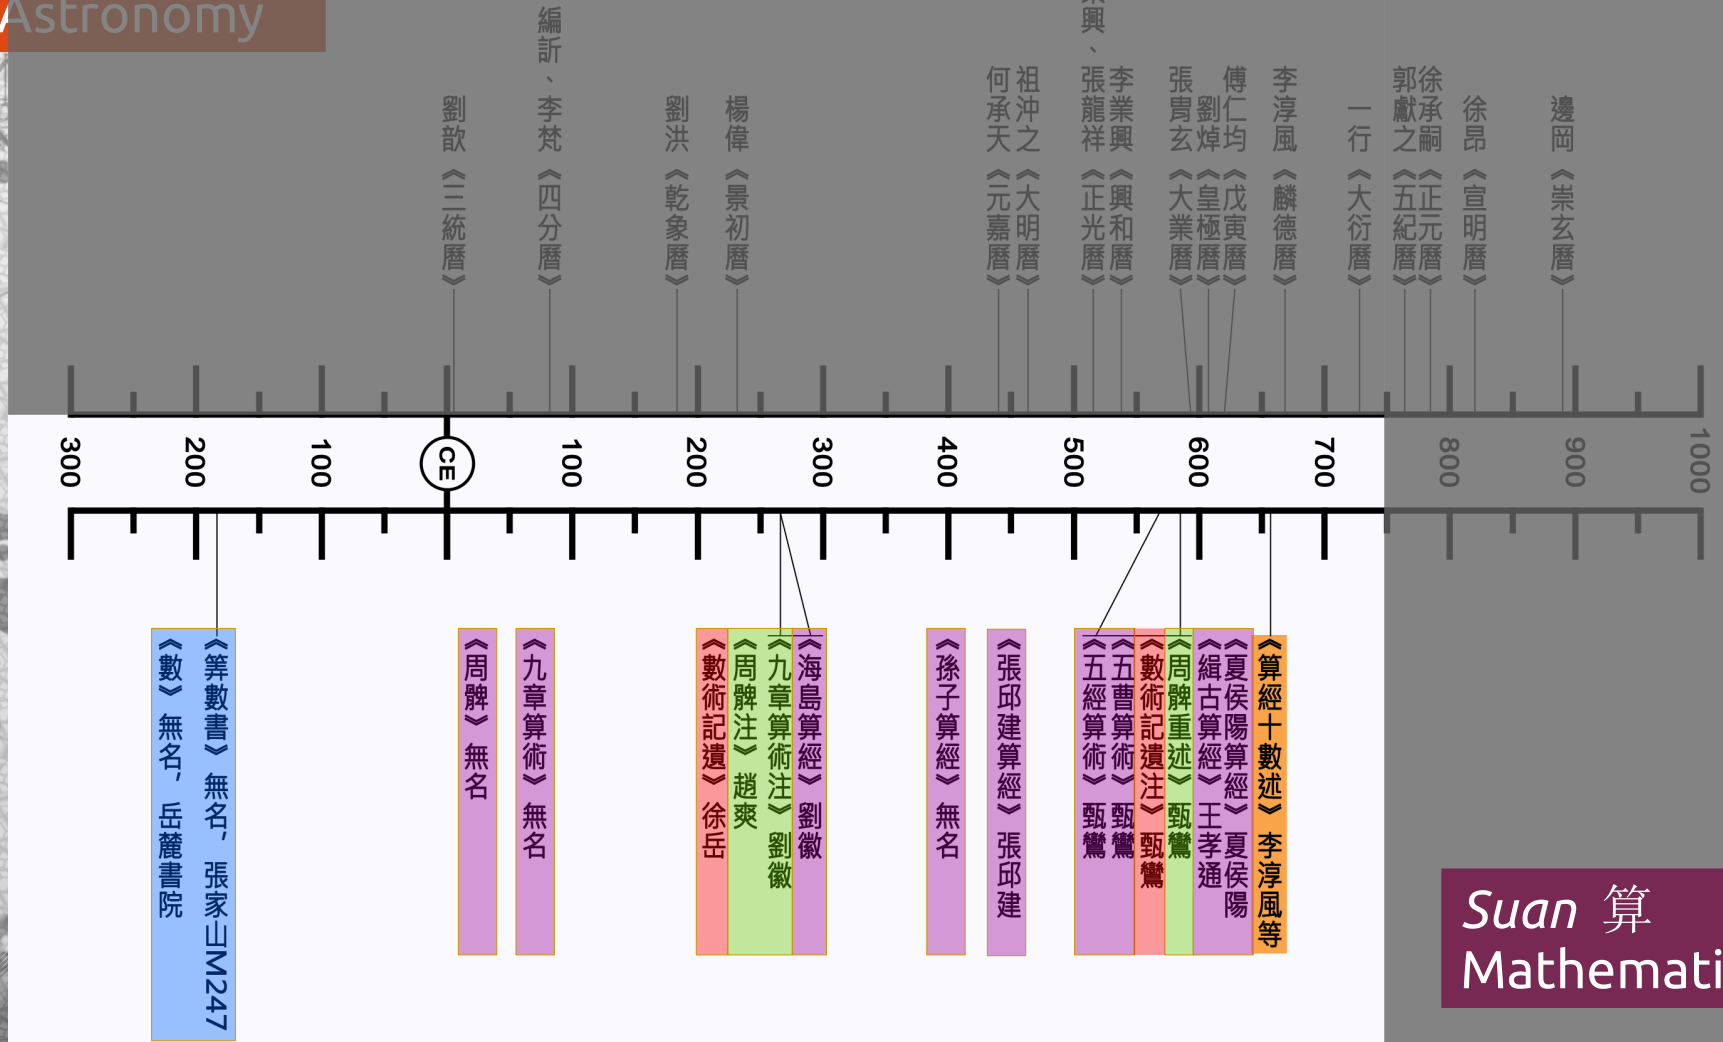 Astronomy
劉歆《三統曆》
編訢、李梵《四分曆》
劉洪《乾象曆》
楊偉《景初曆》
何承天《元嘉曆》
祖沖之《大明曆》
興、張龍祥《正光曆》
李業興《興和曆》
張冑玄《大業曆》
劉焯《皇極曆》
傅仁均《戊寅曆》
李淳風《麟德曆》
一行《大衍曆》
郭獻之《五紀曆》
徐承嗣《正元曆》
徐昂《宣明曆》
邊岡《崇玄曆》
300
200
100
CE
100
200
300
400
500
600
700
800
900
1000
《數》無名, 岳麓書院
《筭數書》無名, 張家山M247
《周髀》無名
《九章算術》無名
《數術記遺》徐岳
《周髀注》趙爽
《九章算術注》劉徽
《海島算經》劉徽
《孫子算經》無名
《張邱建算經》張邱建
《五經算術》甄鸞
《五曹算術》甄鸞
《數術記遺注》甄鸞
《周髀重述》甄鸞
《緝古算經》王孝通
《夏侯陽算經》夏侯陽
《算經十數述》李淳風等
Suan 算
Mathemati